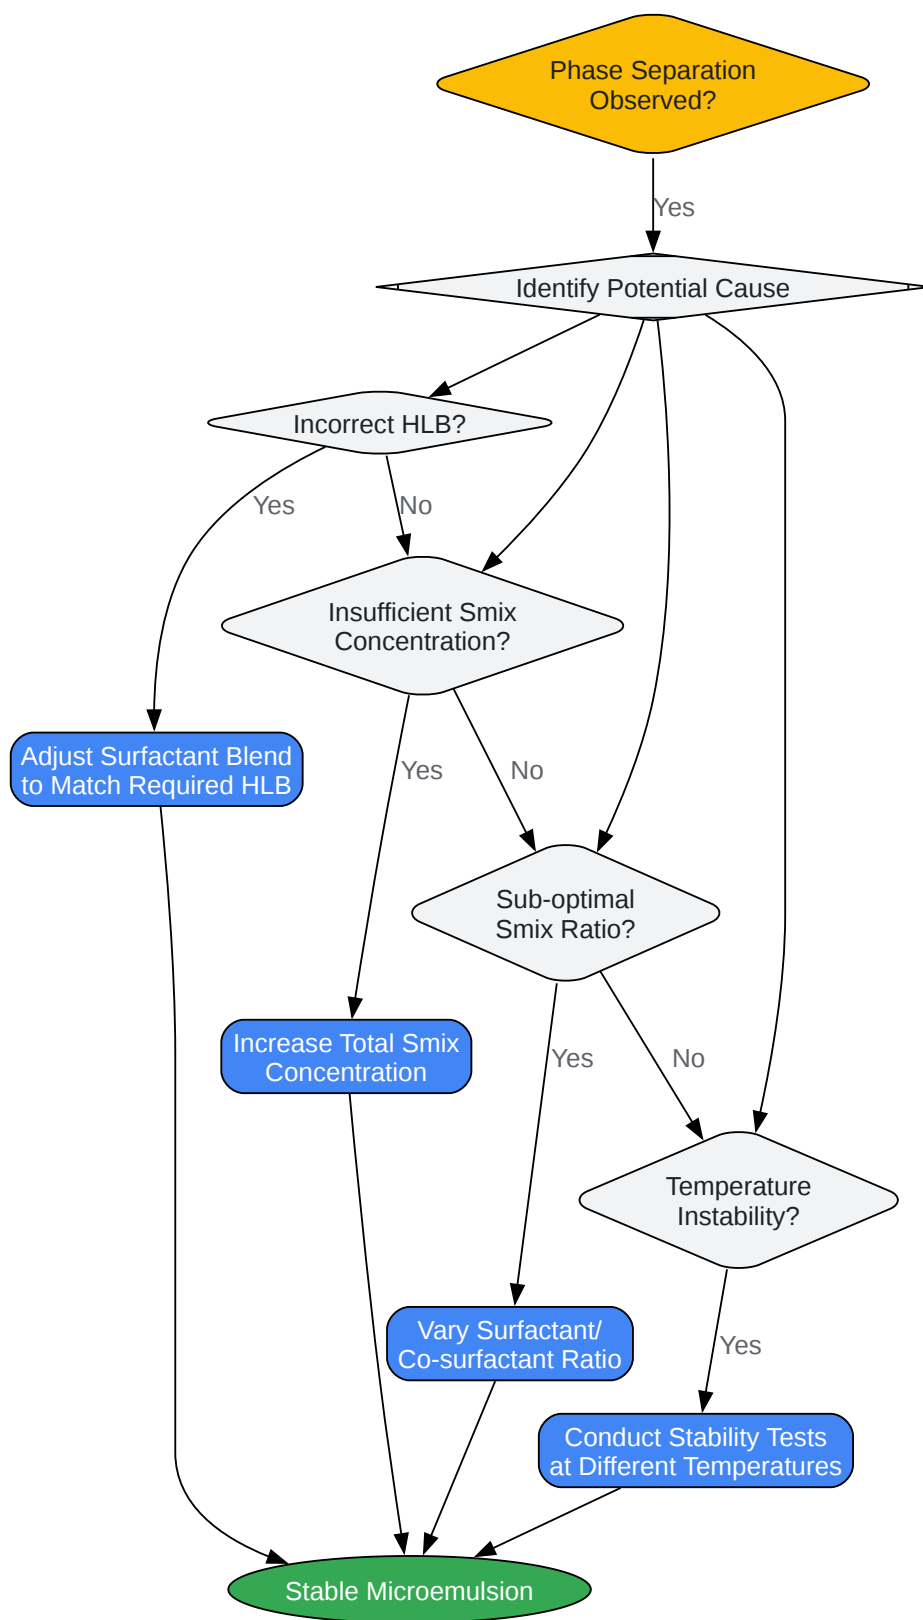 Phase Separation
Observed?
Yes
Identify Potential Cause
Incorrect HLB?
Yes
No
Insufficient Smix
Concentration?
Adjust Surfactant Blend
to Match Required HLB
Yes
No
Sub-optimal
Smix Ratio?
Increase Total Smix
Concentration
Yes
No
Temperature
Instability?
Vary Surfactant/
Co-surfactant Ratio
Yes
Conduct Stability Tests
at Different Temperatures
Stable Microemulsion